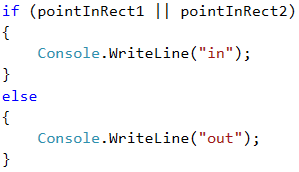 if (pointInRect1 || pointInRect2)
{
    Console.WriteLine("in");
}
else
{
    Console.WriteLine("out");
}